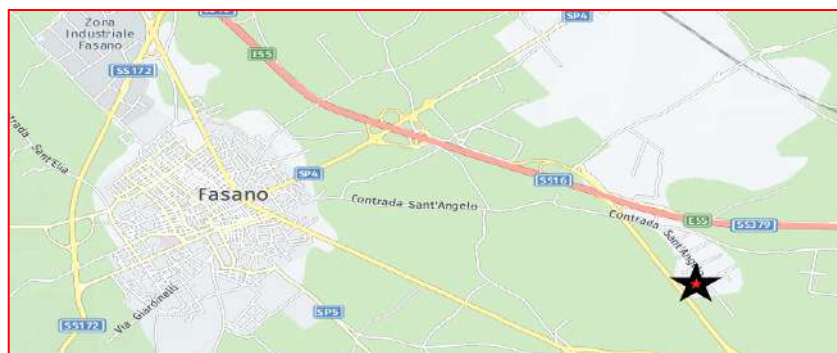 Zona
Industriale
Fasano
SS172
E55
SP4
Contrada Sant'Elia
Fasano
SP4
Contrada Sant'Angelo
SS16
Contrada Sant'Angelo
E55
SS379
Via Giardinelli
SS172
SP5